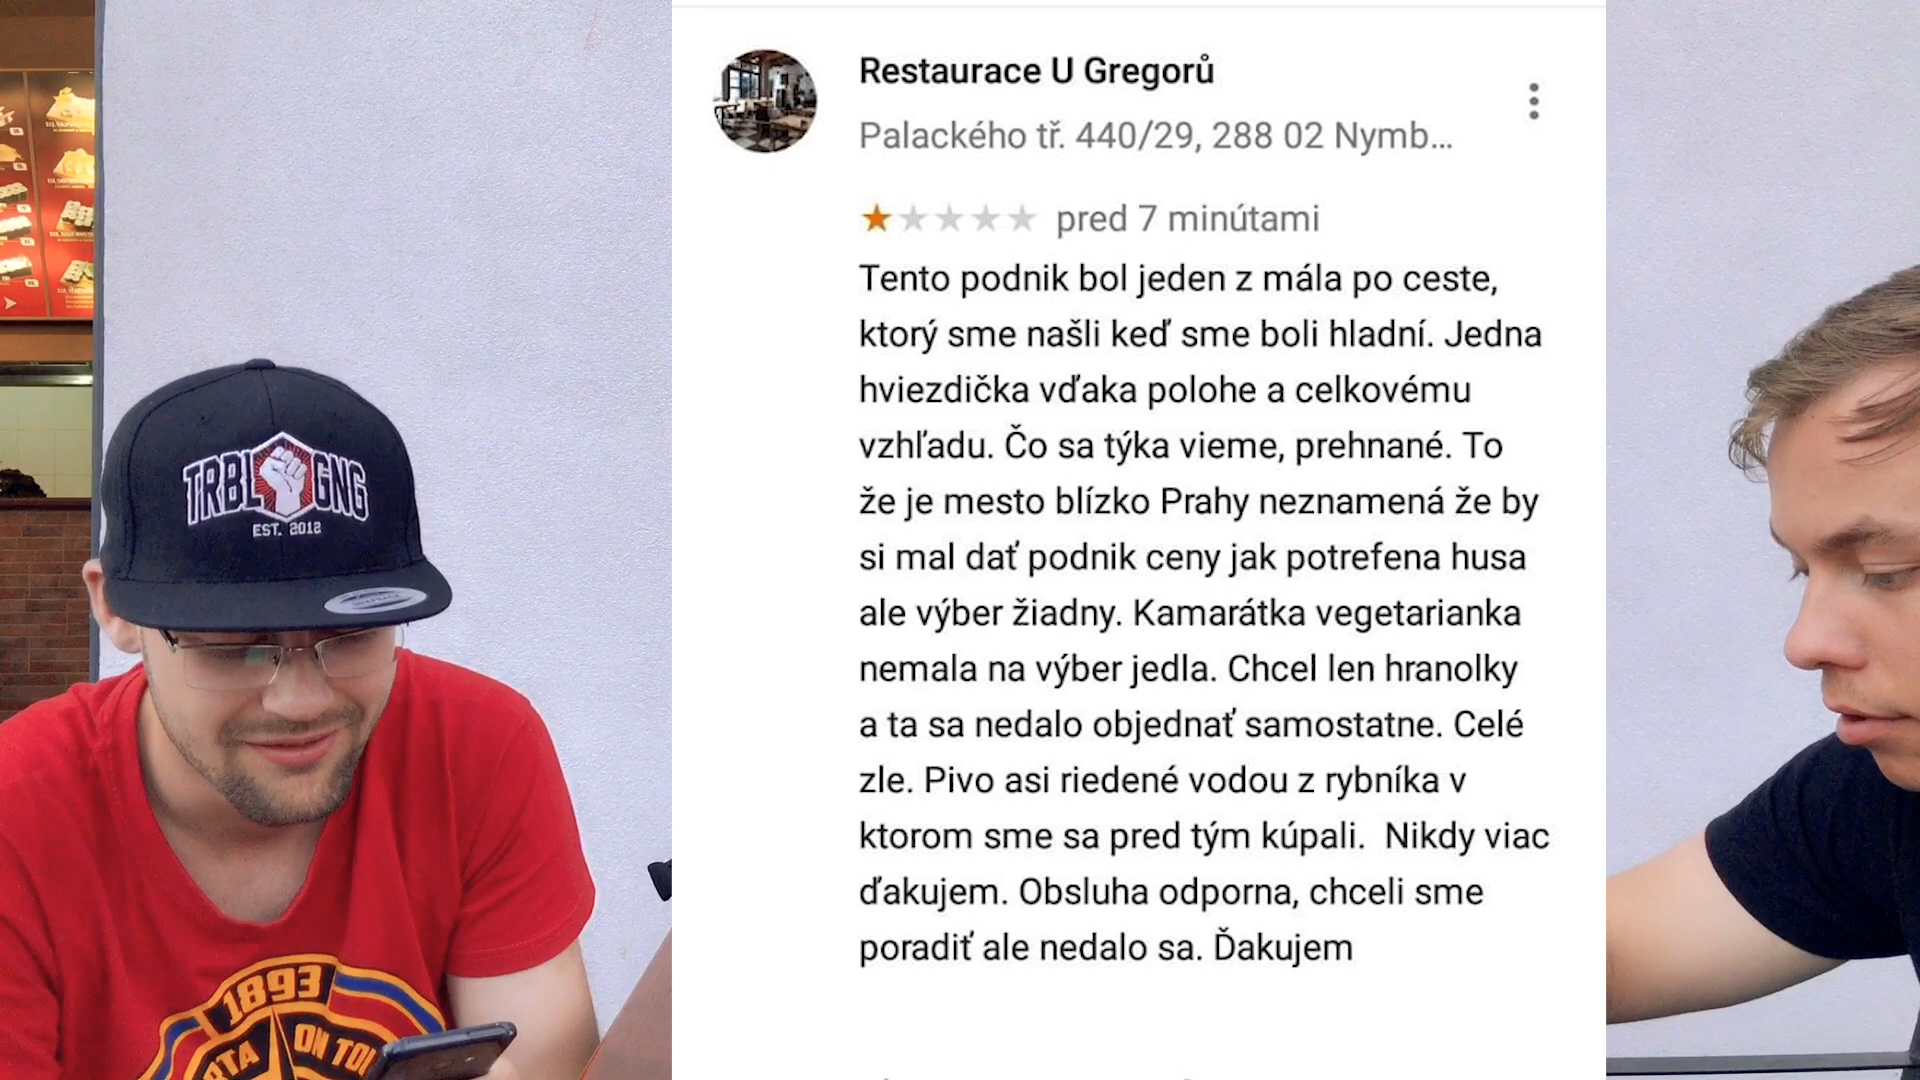 Restaurace U Gregorů
Palackého tř. 440/29, 288 02 Nymb...
pred 7 minútami
Tento podnik bol jeden z mála po ceste,
ktorý sme našli keď sme boli hladní. Jedna
hviezdička vďaka polohe a celkovému
vzhľadu. Čo sa týka vieme, prehnané. To
že je mesto blízko Prahy neznamená že by
si mal dať podnik ceny jak potrefena husa
ale výber žiadny. Kamarátka vegetarianka
nemala na výber jedla. Chcel len hranolky
a ta sa nedalo objednať samostatne. Celé
zle. Pivo asi riedené vodou z rybníka v
ktorom sme sa pred tým kúpali. Nikdy viac
ďakujem. Obsluha odporna, chceli sme
poradiť ale nedalo sa. Ďakujem
TRBL GNG
EST. 2012
1893
ON TO